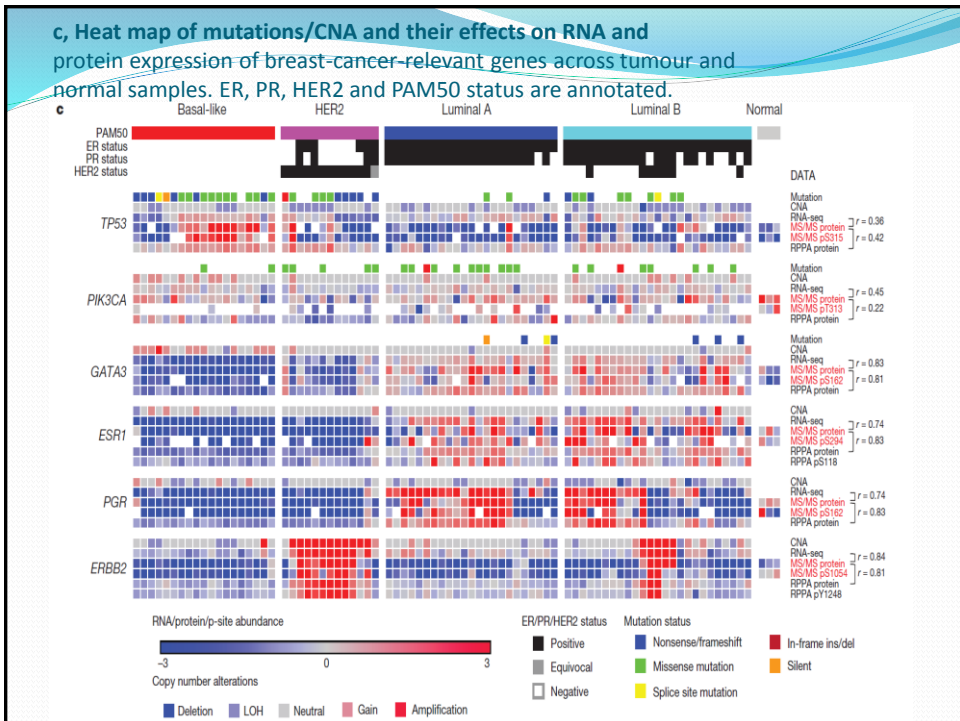 c, Heat map of mutations/CNA and their effects on RNA and
protein expression of breast-cancer-relevant genes across tumour and
normal samples. ER, PR, HER2 and PAM50 status are annotated.
c
Basal-like HER2 Luminal A Luminal B Normal
PAM50
ER status
PR status
HER2 status
DATA
TP53
Mutation
CNA
RNA-seq
MS/MS protein
MS/MS pS315
RPPA protein
r = 0.36
r = 0.42
PIK3CA
Mutation
CNA
RNA-seq
MS/MS protein
MS/MS pT313
RPPA protein
r = 0.45
r = 0.22
GATA3
Mutation
CNA
RNA-seq
MS/MS protein
MS/MS pS162
RPPA protein
r = 0.83
r = 0.81
ESR1
CNA
RNA-seq
MS/MS protein
MS/MS pS294
RPPA protein
RPPA pS118
r = 0.74
r = 0.83
PGR
CNA
RNA-seq
MS/MS protein
MS/MS pS162
RPPA protein
r = 0.74
r = 0.83
ERBB2
CNA
RNA-seq
MS/MS protein
MS/MS pS1054
RPPA protein
RPPA pY1248
r = 0.84
r = 0.81
RNA/protein/p-site abundance
–3 0 3
Copy number alterations
Deletion LOH Neutral Gain Amplification
ER/PR/HER2 status
Positive
Equivocal
Negative
Mutation status
Nonsense/frameshift
Missense mutation
Splice site mutation
In-frame ins/del
Silent